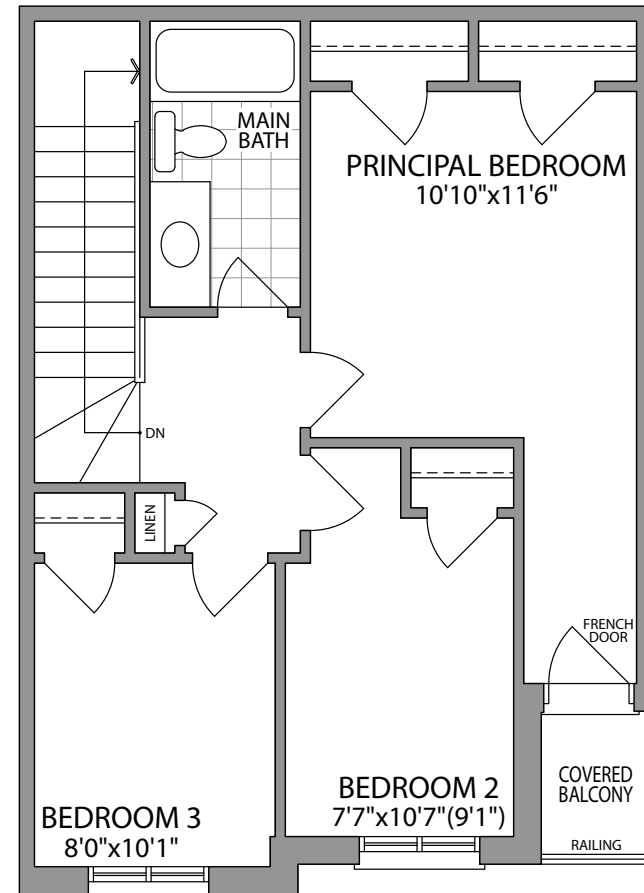 MAIN
BATH
PRINCIPAL BEDROOM
10'10"x11'6"
DN
LINEN
FRENCH
DOOR
BEDROOM 2
7'7"x10'7"(9'1")
COVERED
BALCONY
BEDROOM 3
8'0"x10'1"
RAILING